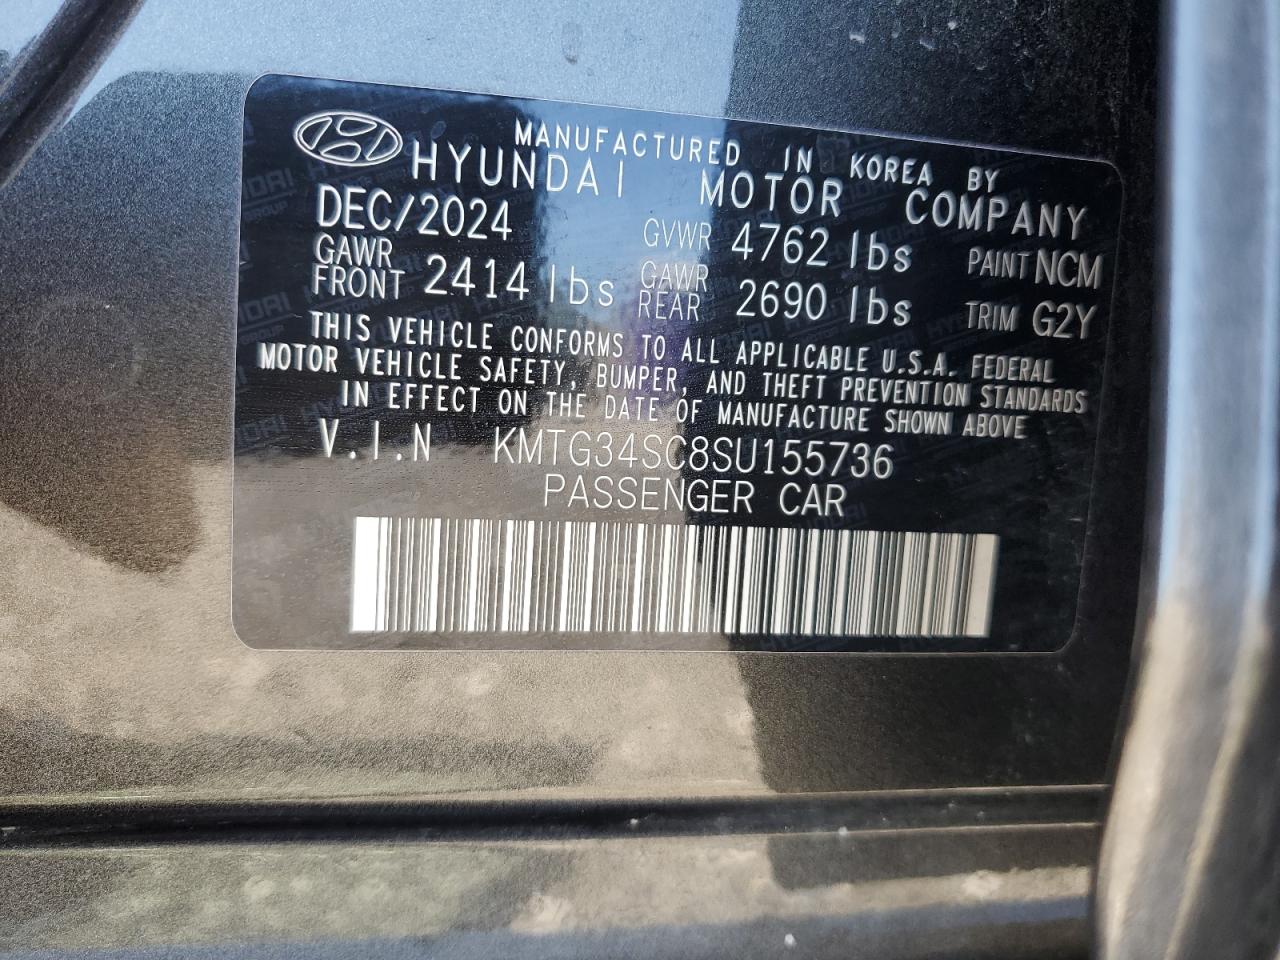 MANUFACTURED IN KOREA BY
HYUNDAI MOTOR COMPANY
DEC/2024 GVWR 4762 lbs PAINT NCM
GAWR FRONT 2414 lbs GAWR REAR 2690 lbs TRIM G2Y
THIS VEHICLE CONFORMS TO ALL APPLICABLE U.S.A. FEDERAL
MOTOR VEHICLE SAFETY, BUMPER, AND THEFT PREVENTION STANDARDS
IN EFFECT ON THE DATE OF MANUFACTURE SHOWN ABOVE
V.I.N KMTG34SC8SU155736
PASSENGER CAR